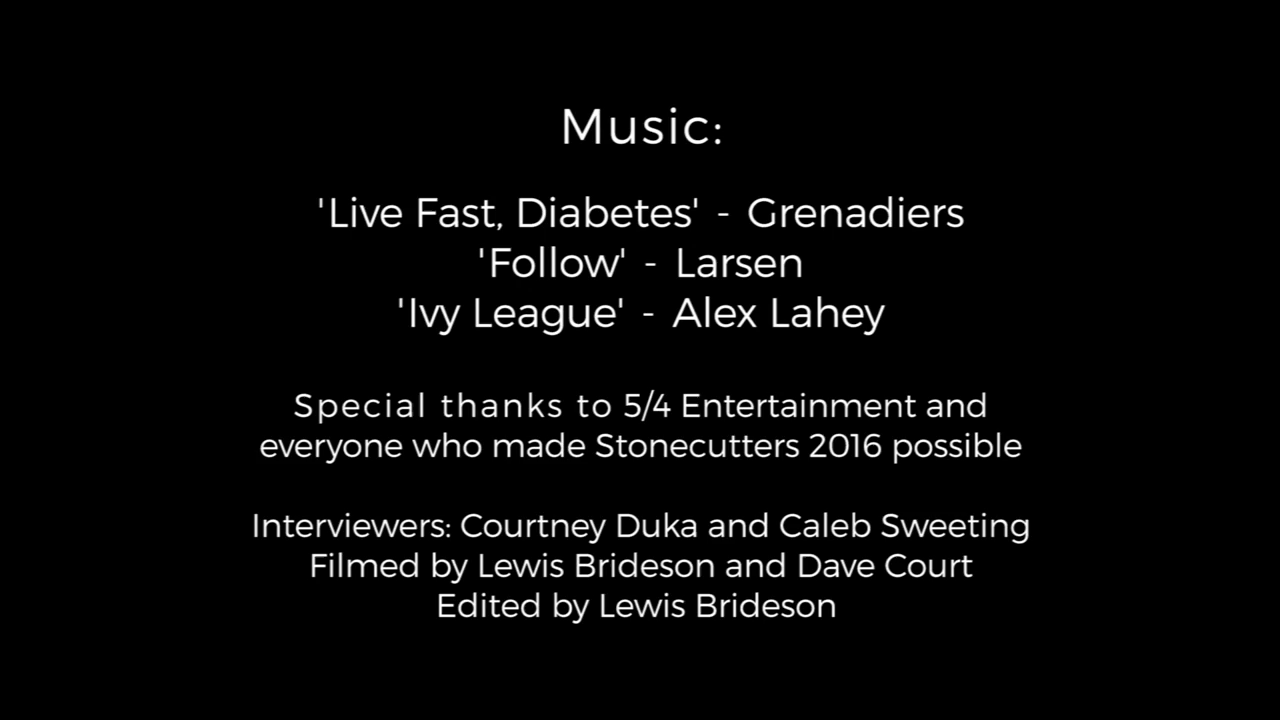 Music:
'Live Fast, Diabetes' - Grenadiers
'Follow' - Larsen
'Ivy League' - Alex Lahey
Special thanks to 5/4 Entertainment and
everyone who made Stonecutters 2016 possible
Interviewers: Courtney Duka and Caleb Sweeting
Filmed by Lewis Brideson and Dave Court
Edited by Lewis Brideson